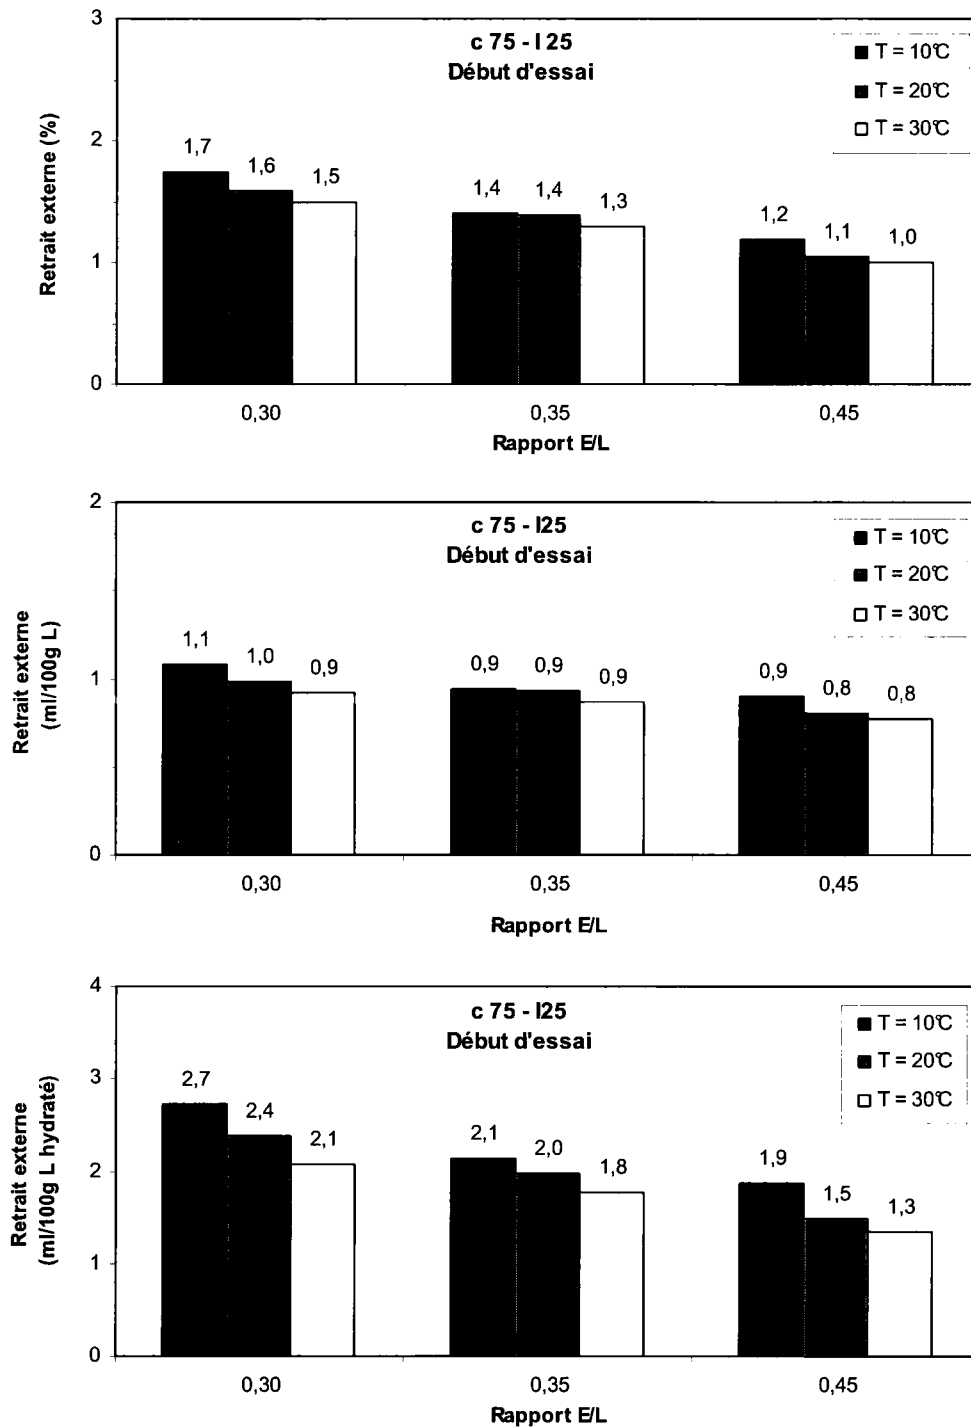 3
c 75 - l 25
Début d'essai
T = 10°C
T = 20°C
T = 30°C
2
1
0
Retrait externe (%)
1,7
1,6
1,5
1,4
1,4
1,3
1,2
1,1
1,0
0,30
0,35
0,45
Rapport E/L
2
c 75 - l25
Début d'essai
T = 10°C
T = 20°C
T = 30°C
1
0
Retrait externe
(ml/100g L)
1,1
1,0
0,9
0,9
0,9
0,9
0,9
0,8
0,8
0,30
0,35
0,45
Rapport E/L
4
c 75 - l25
Début d'essai
T = 10°C
T = 20°C
T = 30°C
3
2
1
0
Retrait externe
(ml/100g L hydraté)
2,7
2,4
2,1
2,1
2,0
1,8
1,9
1,5
1,3
0,30
0,35
0,45
Rapport E/L